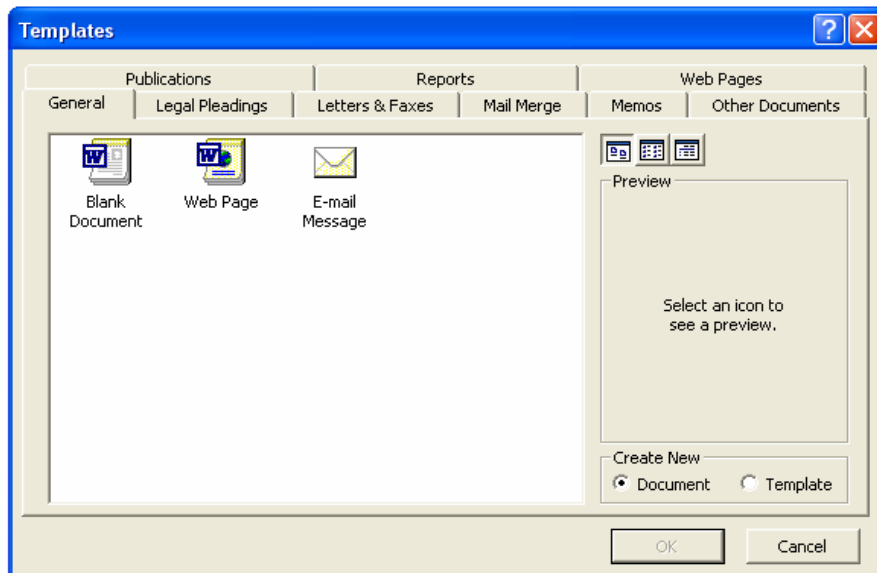 Templates
Publications Reports Web Pages
General Legal Pleadings Letters & Faxes Mail Merge Memos Other Documents
Blank Document
Web Page
E-mail Message
Preview
Select an icon to
see a preview.
Create New
Document Template
OK Cancel